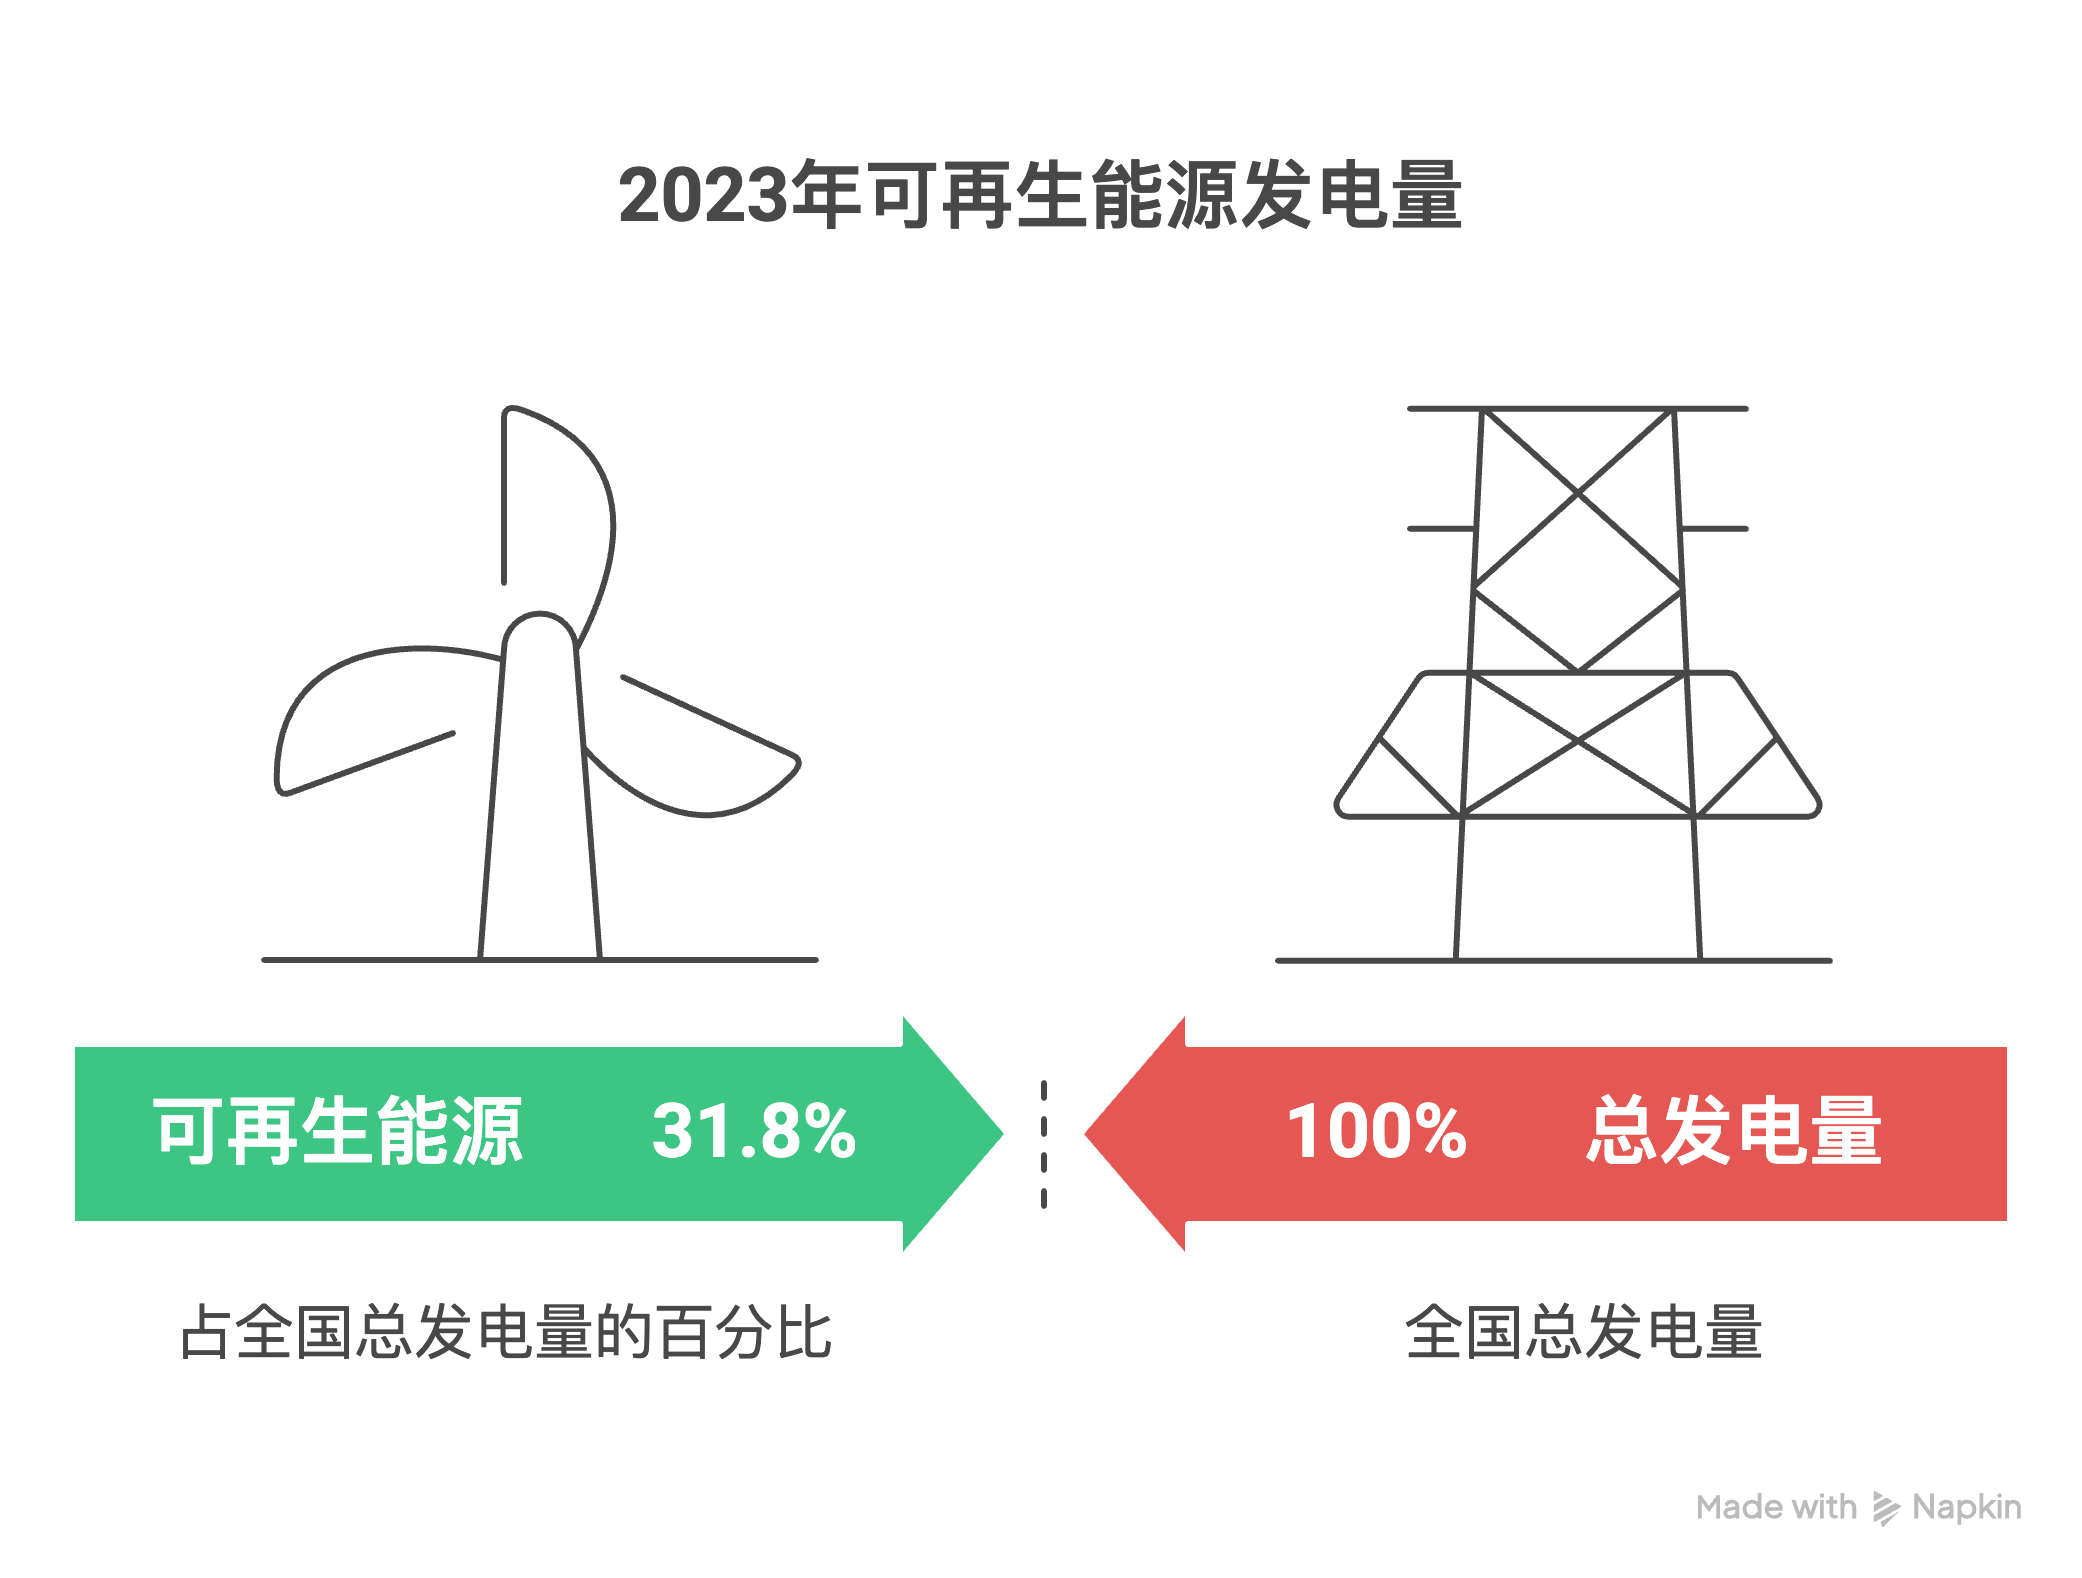 2023年可再生能源发电量
可再生能源 31.8%
100% 总发电量
占全国总发电量的百分比
全国总发电量
Made with Napkin